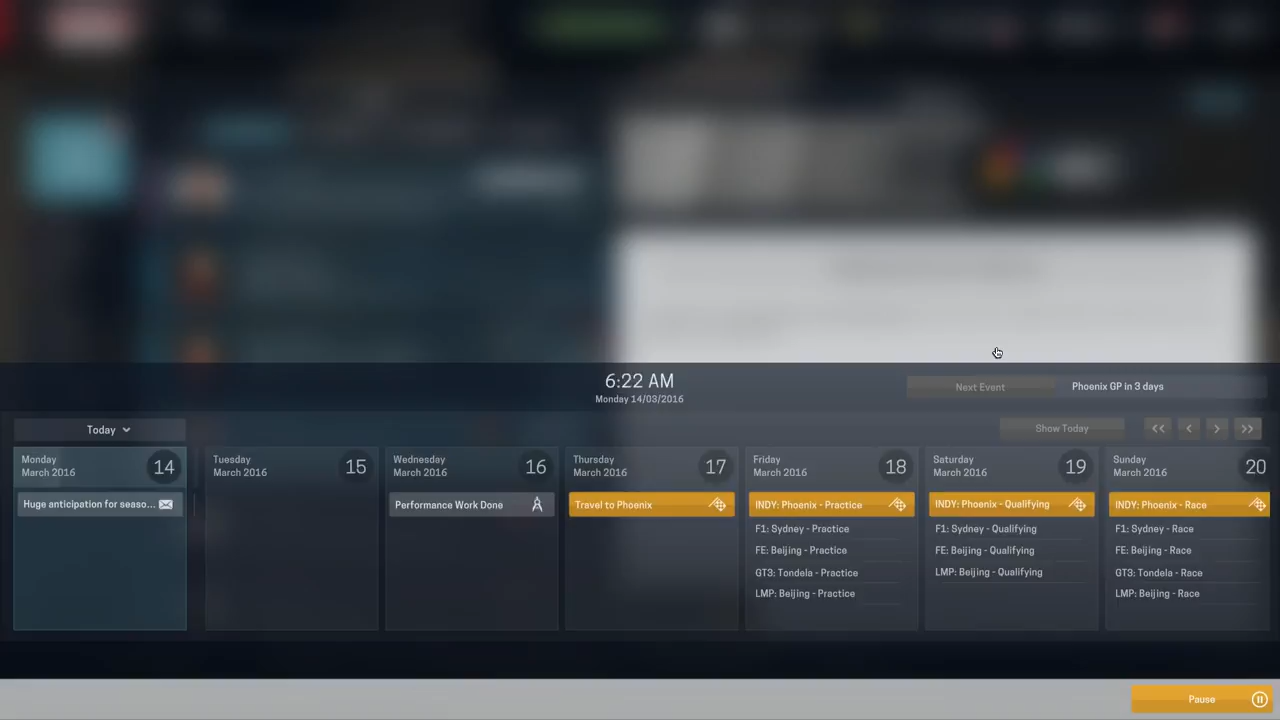 6:22 AM
Monday 14/03/2016
Next Event
Phoenix GP in 3 days
Today
Show Today
Monday
March 2016
14
Huge anticipation for seaso...
Tuesday
March 2016
15
Wednesday
March 2016
16
Performance Work Done
Thursday
March 2016
17
Travel to Phoenix
Friday
March 2016
18
INDY: Phoenix - Practice
F1: Sydney - Practice
FE: Beijing - Practice
GT3: Tondela - Practice
LMP: Beijing - Practice
Saturday
March 2016
19
INDY: Phoenix - Qualifying
F1: Sydney - Qualifying
FE: Beijing - Qualifying
LMP: Beijing - Qualifying
Sunday
March 2016
20
INDY: Phoenix - Race
F1: Sydney - Race
FE: Beijing - Race
GT3: Tondela - Race
LMP: Beijing - Race
Pause